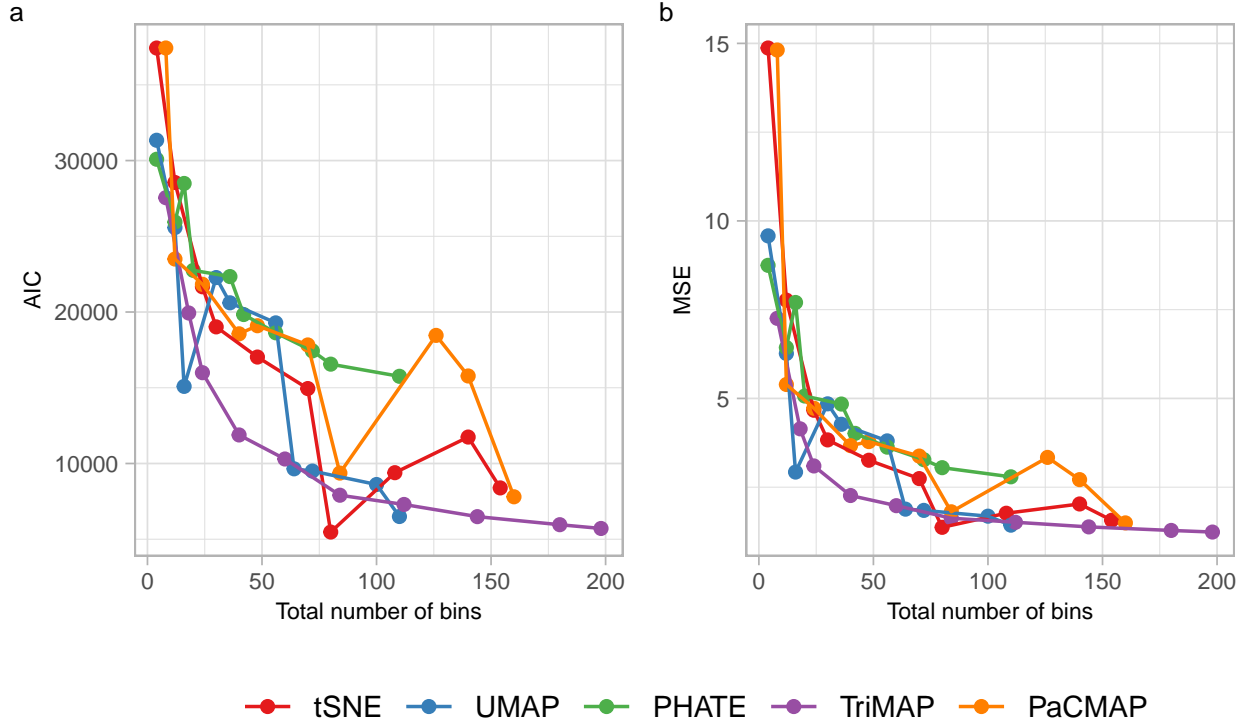 a
b
30000
20000
10000
AIC
0 50 100 150 200
Total number of bins
15
10
5
MSE
0 50 100 150 200
Total number of bins
tSNE UMAP PHATE TriMAP PaCMAP